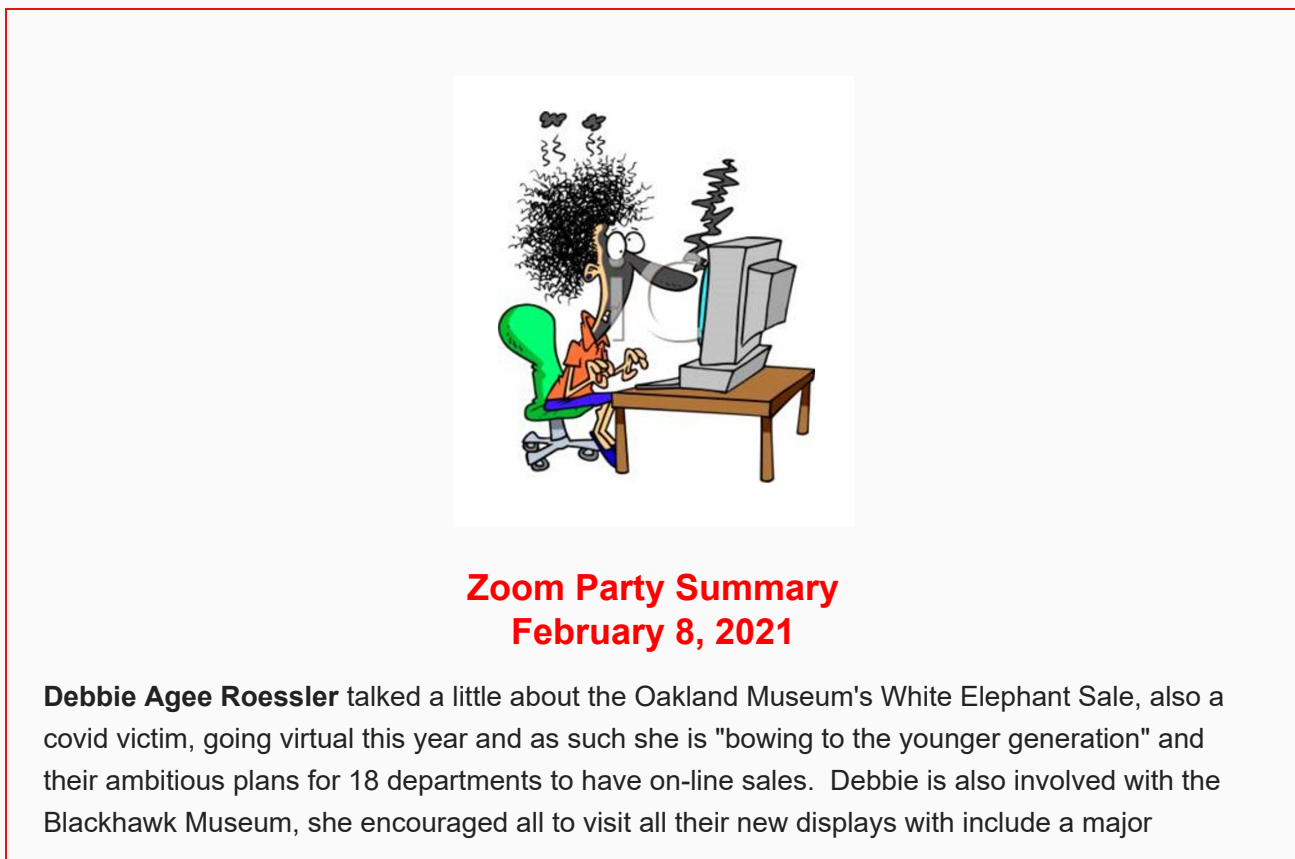 Zoom Party Summary
February 8, 2021
Debbie Agee Roessler talked a little about the Oakland Museum's White Elephant Sale, also a
covid victim, going virtual this year and as such she is "bowing to the younger generation" and
their ambitious plans for 18 departments to have on-line sales.  Debbie is also involved with the
Blackhawk Museum, she encouraged all to visit all their new displays with include a major